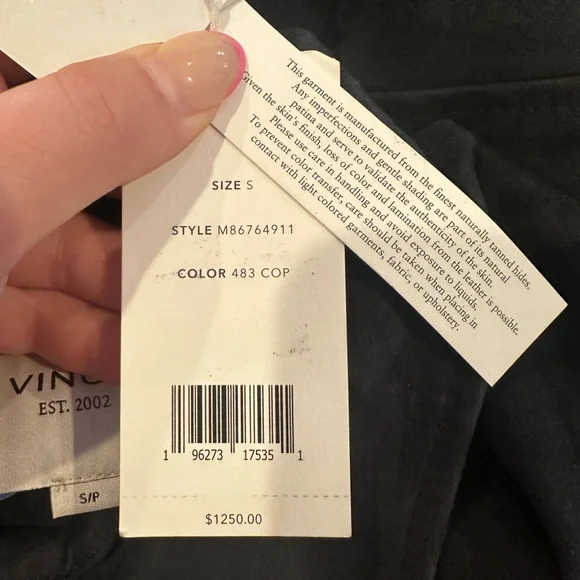 This garment is manufactured from the finest naturally tanned hides.
Any imperfections and gentle shading are part of its natural
patina and serve to validate the authenticity of the skin.
Given the skin's finish, loss of color and lamination from the leather is possible.
Please use care in handling and avoid exposure to liquids.
To prevent color transfer, care should be taken when placing in
contact with light colored garments, fabric, or upholstery.
SIZE S
STYLE M86764911
COLOR 483 COP
1 96273 17535 1
$1250.00
VIN
EST. 2002
S/P